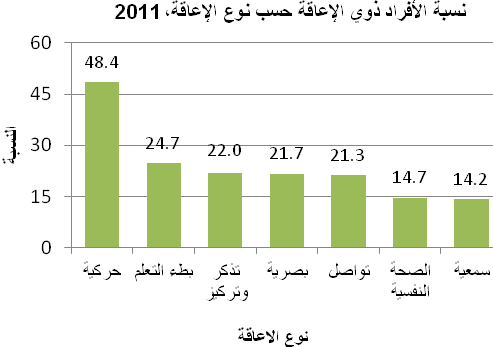 نسبة الأفراد ذوي الإعاقة حسب نوع الإعاقة، 2011
النسبة
60
45
30
15
0
48.4
24.7
22.0
21.7
21.3
14.7
14.2
حركية
بطء التعلم
تذكر
وتركيز
بصرية
تواصل
الصحة
النفسية
سمعية
نوع الاعاقة